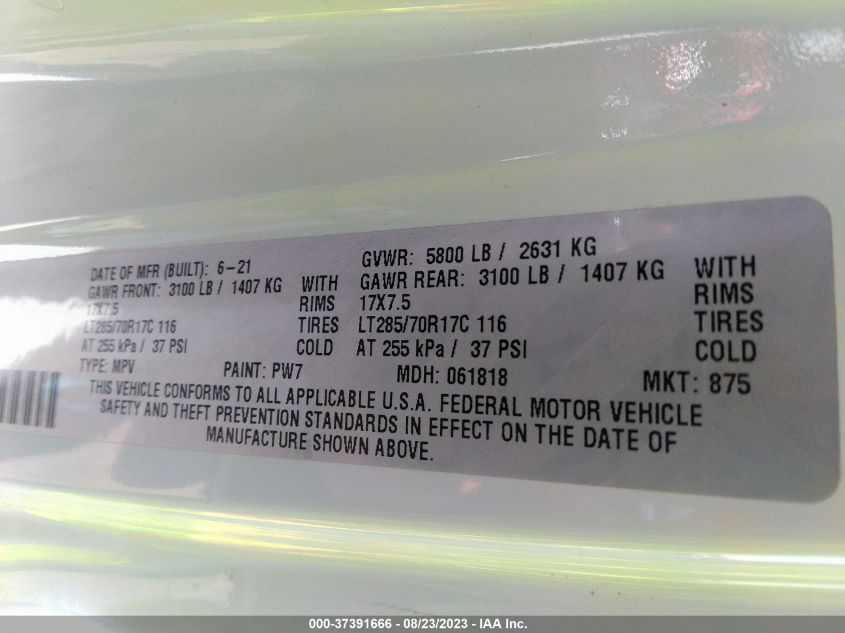 DATE OF MFR (BUILT): 6-21 GVWR: 5800 LB / 2631 KG
GAWR FRONT: 3100 LB / 1407 KG WITH GAWR REAR: 3100 LB / 1407 KG WITH
17X7.5 RIMS 17X7.5 RIMS
LT285/70R17C 116 TIRES LT285/70R17C 116 TIRES
AT 255 kPa / 37 PSI COLD AT 255 kPa / 37 PSI COLD
TYPE: MPV PAINT: PW7 MDH: 061818 MKT: 875
THIS VEHICLE CONFORMS TO ALL APPLICABLE U.S.A. FEDERAL MOTOR VEHICLE
SAFETY AND THEFT PREVENTION STANDARDS IN EFFECT ON THE DATE OF
MANUFACTURE SHOWN ABOVE.
000-37391666 - 08/23/2023 - IAA Inc.